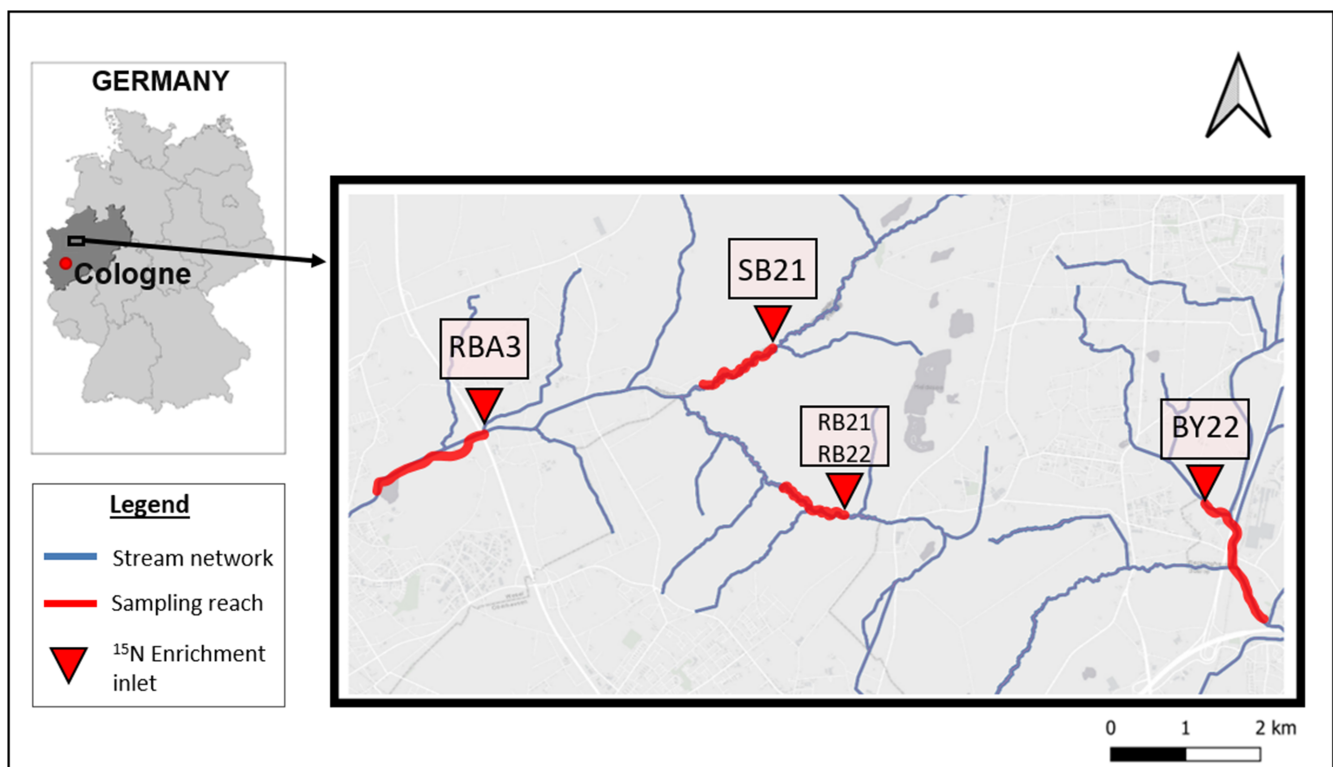 GERMANY
Cologne
Legend
Stream network
Sampling reach
¹⁵N Enrichment
inlet
RBA3
SB21
RB21
RB22
BY22
0 1 2 km